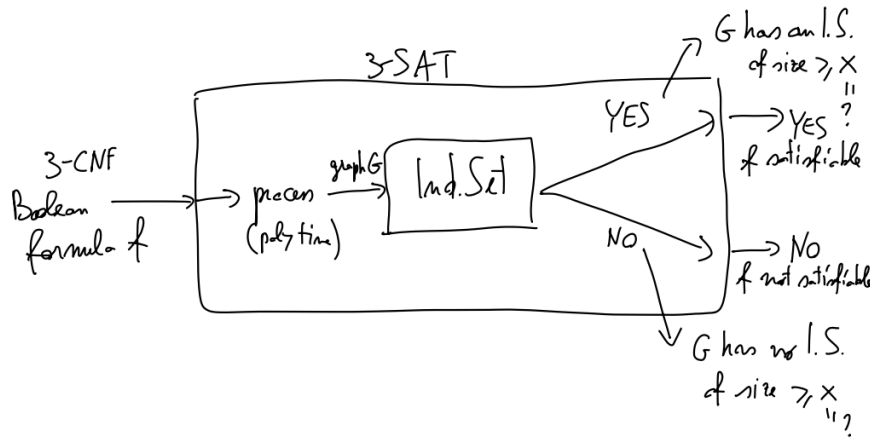 3-SAT
3-CNF
Boolean
formula f
process
(poly time)
graph G
Ind. Set
YES
NO
G has an I.S.
of size ≥ x
"
?
YES
f satisfiable
NO
f not satisfiable
G has no I.S.
of size ≥ x
" ?